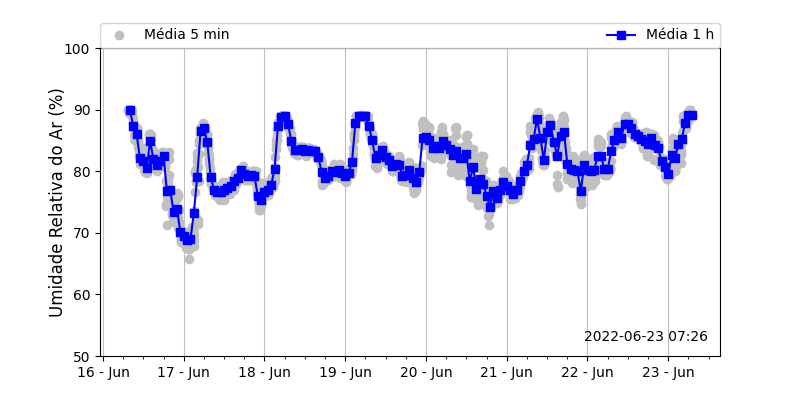 Média 5 min
Média 1 h
Umidade Relativa do Ar (%)
100
90
80
70
60
50
2022-06-23 07:26
16 - Jun
17 - Jun
18 - Jun
19 - Jun
20 - Jun
21 - Jun
22 - Jun
23 - Jun